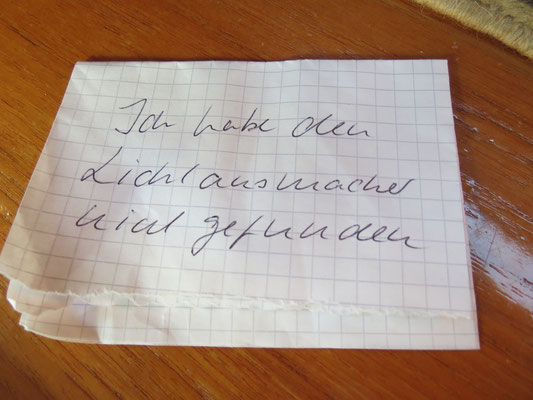 Ich habe den
Lichtausmacher
nicht gefunden